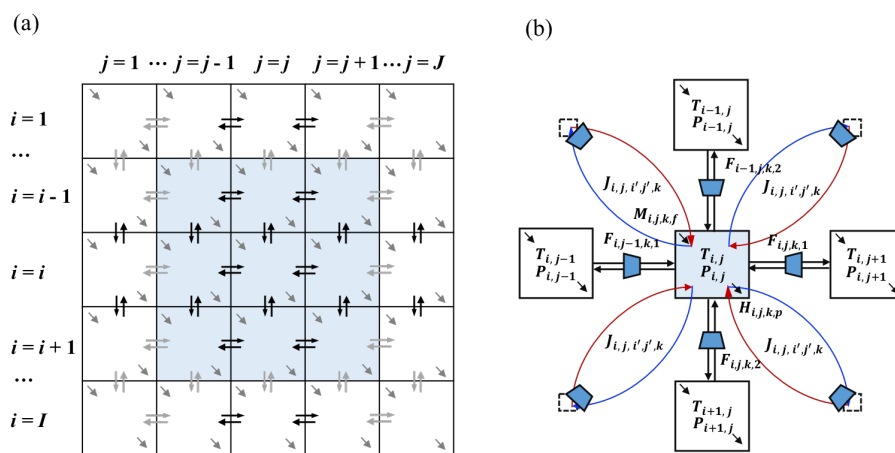 (a)
j = 1 ... j = j - 1 j = j j = j + 1 ... j = J
i = 1
...
i = i - 1
i = i
i = i + 1
...
i = I
(b)
T_{i-1, j}
P_{i-1, j}
F_{i-1,j,k,2}
J_{i,j, i',j',k}
J_{i,j, i',j',k}
M_{i,j,k,f}
F_{i,j-1,k,1}
F_{i,j,k,1}
T_{i,j-1}
P_{i,j-1}
T_{i,j}
P_{i,j}
T_{i,j+1}
P_{i,j+1}
H_{i,j,k,p}
J_{i,j, i',j',k}
F_{i,j,k,2}
J_{i,j, i',j',k}
T_{i+1, j}
P_{i+1, j}